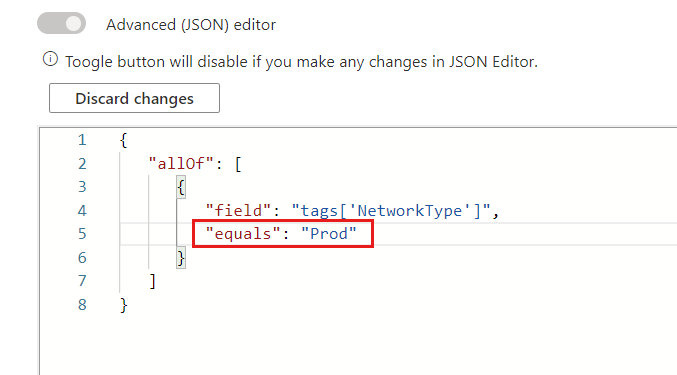 Advanced (JSON) editor
Toogle button will disable if you make any changes in JSON Editor.
Discard changes
1 {
2 "allOf": [
3 {
4 "field": "tags['NetworkType']",
5 "equals": "Prod"
6 }
7 ]
8 }